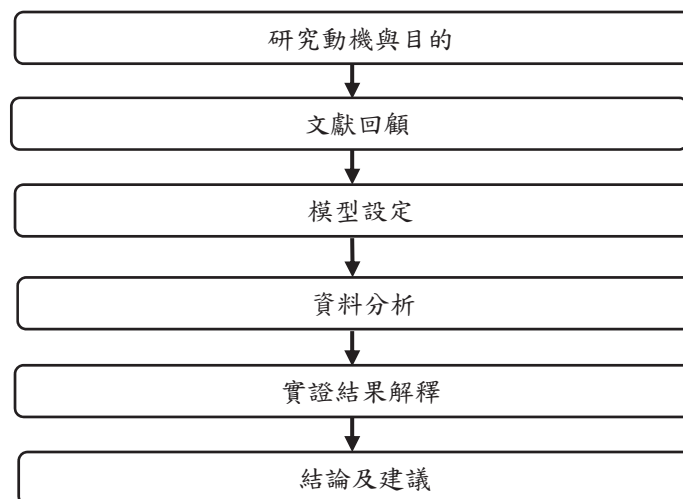 研究動機與目的
文獻回顧
模型設定
資料分析
實證結果解釋
結論及建議